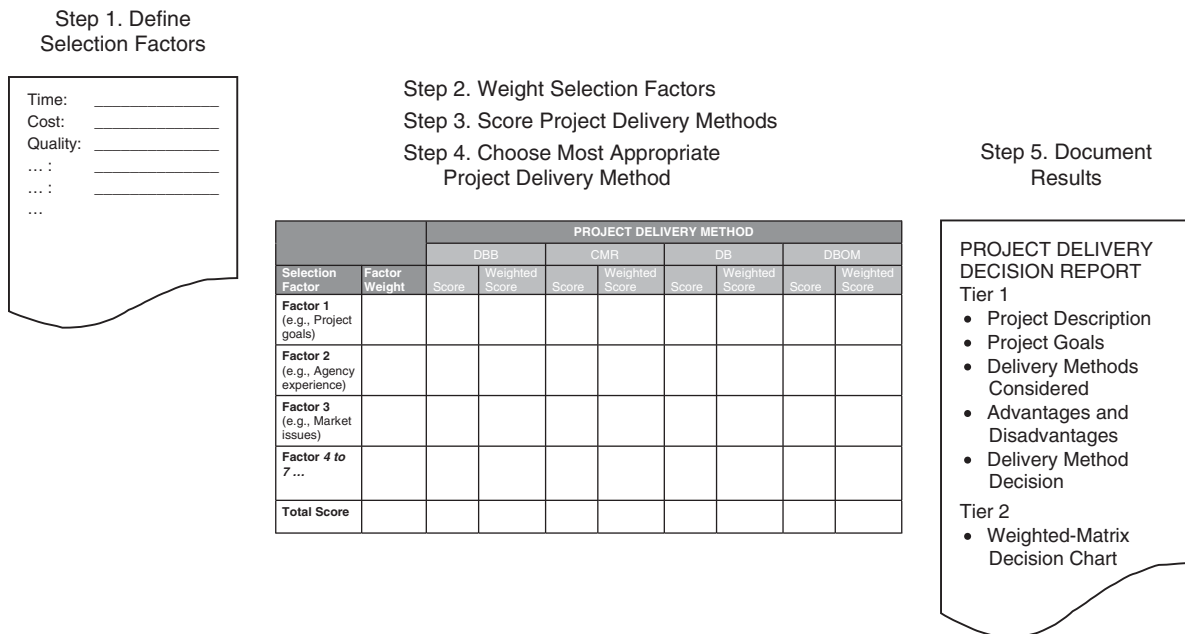 Step 1. Define
Selection Factors
Time: ______________
Cost: ______________
Quality: ______________
… : ______________
… : ______________
…
Step 2. Weight Selection Factors
Step 3. Score Project Delivery Methods
Step 4. Choose Most Appropriate
Project Delivery Method
PROJECT DELIVERY METHOD
DBB CMR DB DBOM
Selection
Factor
Factor
Weight
Score
Weighted
Score
Score
Weighted
Score
Score
Weighted
Score
Score
Weighted
Score
Factor 1
(e.g., Project
goals)
Factor 2
(e.g., Agency
experience)
Factor 3
(e.g., Market
issues)
Factor 4 to
7 …
Total Score
Step 5. Document
Results
PROJECT DELIVERY
DECISION REPORT
Tier 1
• Project Description
• Project Goals
• Delivery Methods
Considered
• Advantages and
Disadvantages
• Delivery Method
Decision
Tier 2
• Weighted-Matrix
Decision Chart